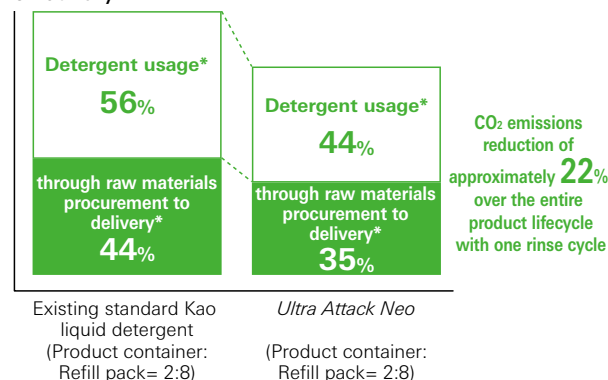 Detergent usage*
56%
through raw materials
procurement to
delivery*
44%
Detergent usage*
44%
through raw materials
procurement to
delivery*
35%
CO₂ emissions
reduction of
approximately 22%
over the entire
product lifecycle
with one rinse cycle
Existing standard Kao
liquid detergent
(Product container:
Refill pack= 2:8)
Ultra Attack Neo
(Product container:
Refill pack= 2:8)